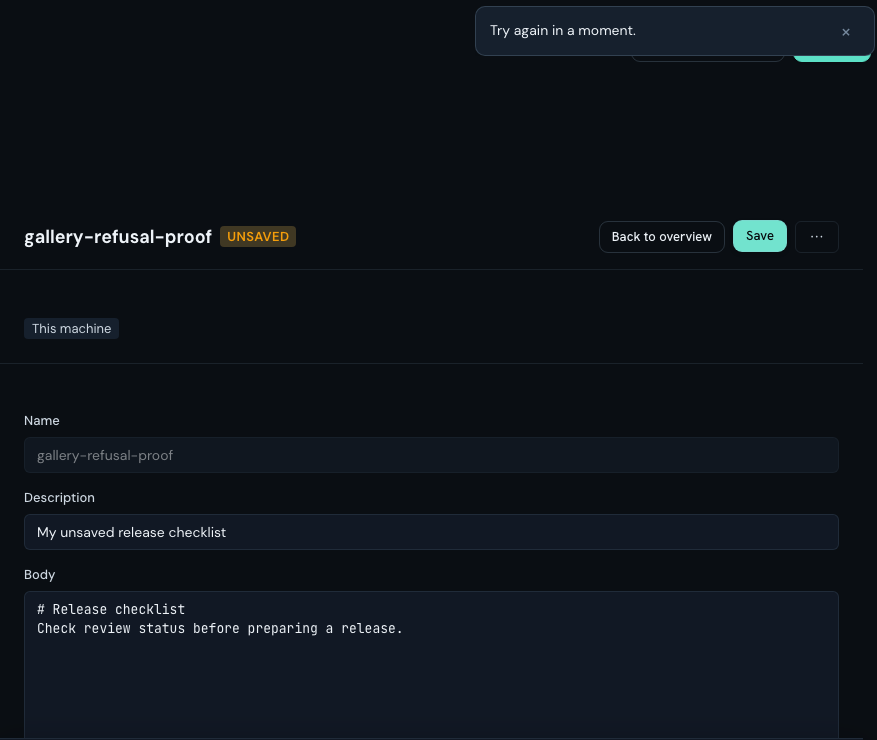 Try again in a moment.
×
gallery-refusal-proof UNSAVED Back to overview Save ···
This machine
Name
gallery-refusal-proof
Description
My unsaved release checklist
Body
# Release checklist
Check review status before preparing a release.